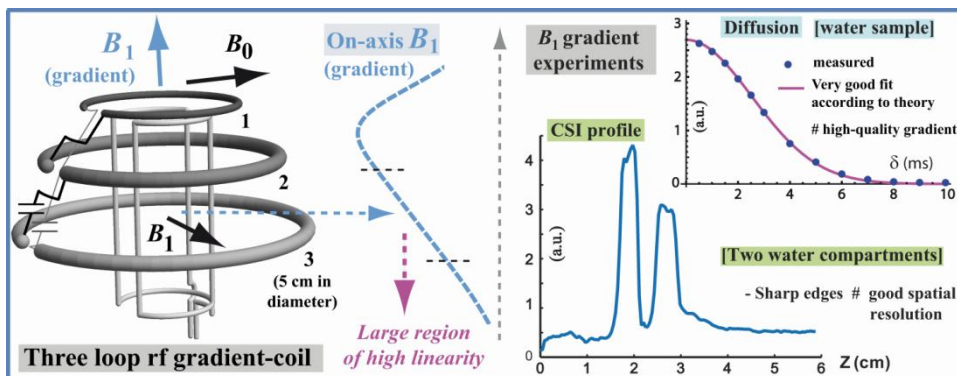 B₁
(gradient)
B₀
1
2
B₁
3
(5 cm in
diameter)
Three loop rf gradient-coil
On-axis B₁
(gradient)
Large region
of high linearity
B₁ gradient
experiments
CSI profile
4
3
2
1
0
(a.u.)
0 1 2 3 4 5 6
Z (cm)
[Two water compartments]
- Sharp edges # good spatial
resolution
Diffusion [water sample]
measured
Very good fit
according to theory
# high-quality gradient
δ (ms)
3
2
1
0
(a.u.)
0 2 4 6 8 10